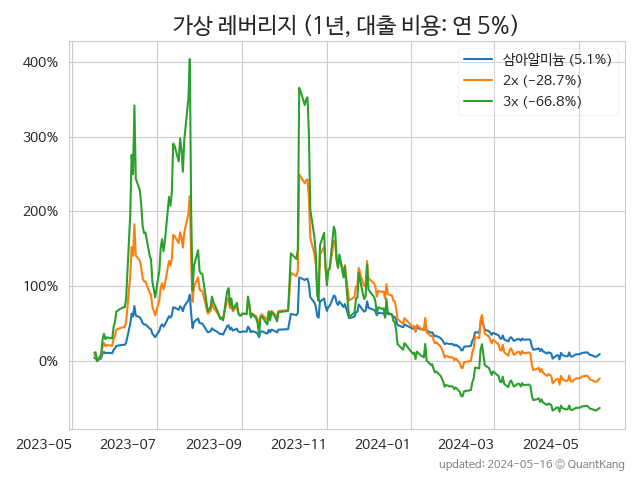 가상 레버리지 (1년, 대출 비용: 연 5%)
삼아알미늄 (5.1%)
2x (-28.7%)
3x (-66.8%)
400%
300%
200%
100%
0%
2023-05 2023-07 2023-09 2023-11 2024-01 2024-03 2024-05
updated: 2024-05-16 © QuantKang